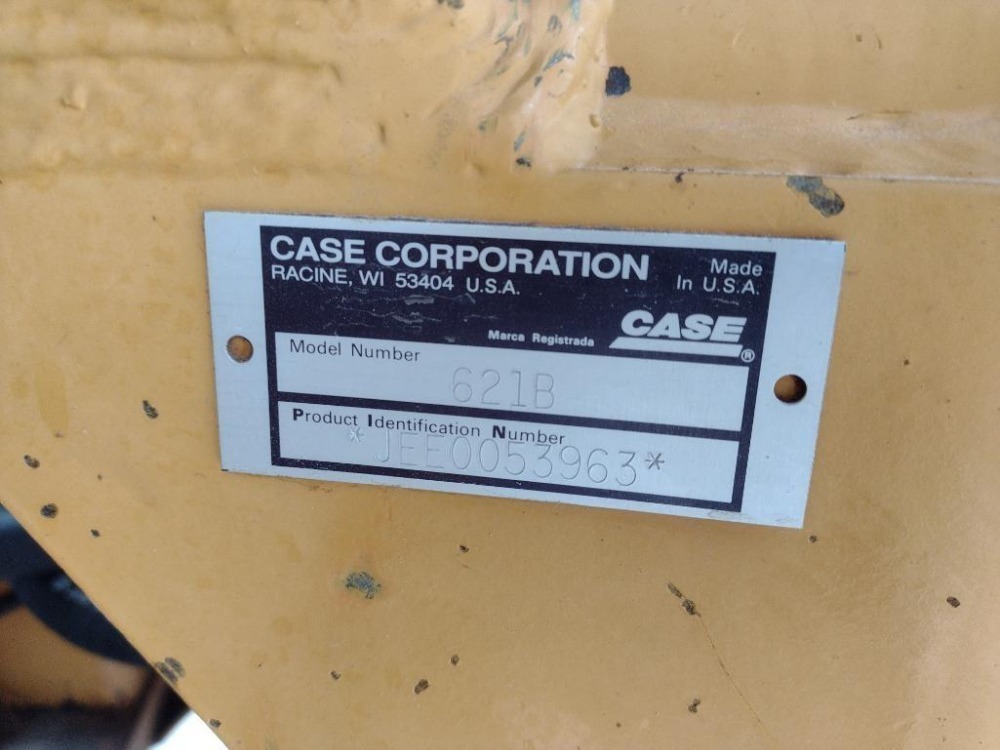 CASE CORPORATION
RACINE, WI 53404 U.S.A.
Made
In U.S.A.
Marca Registrada
CASE®
Model Number
621B
Product Identification Number
*JEE0053963*